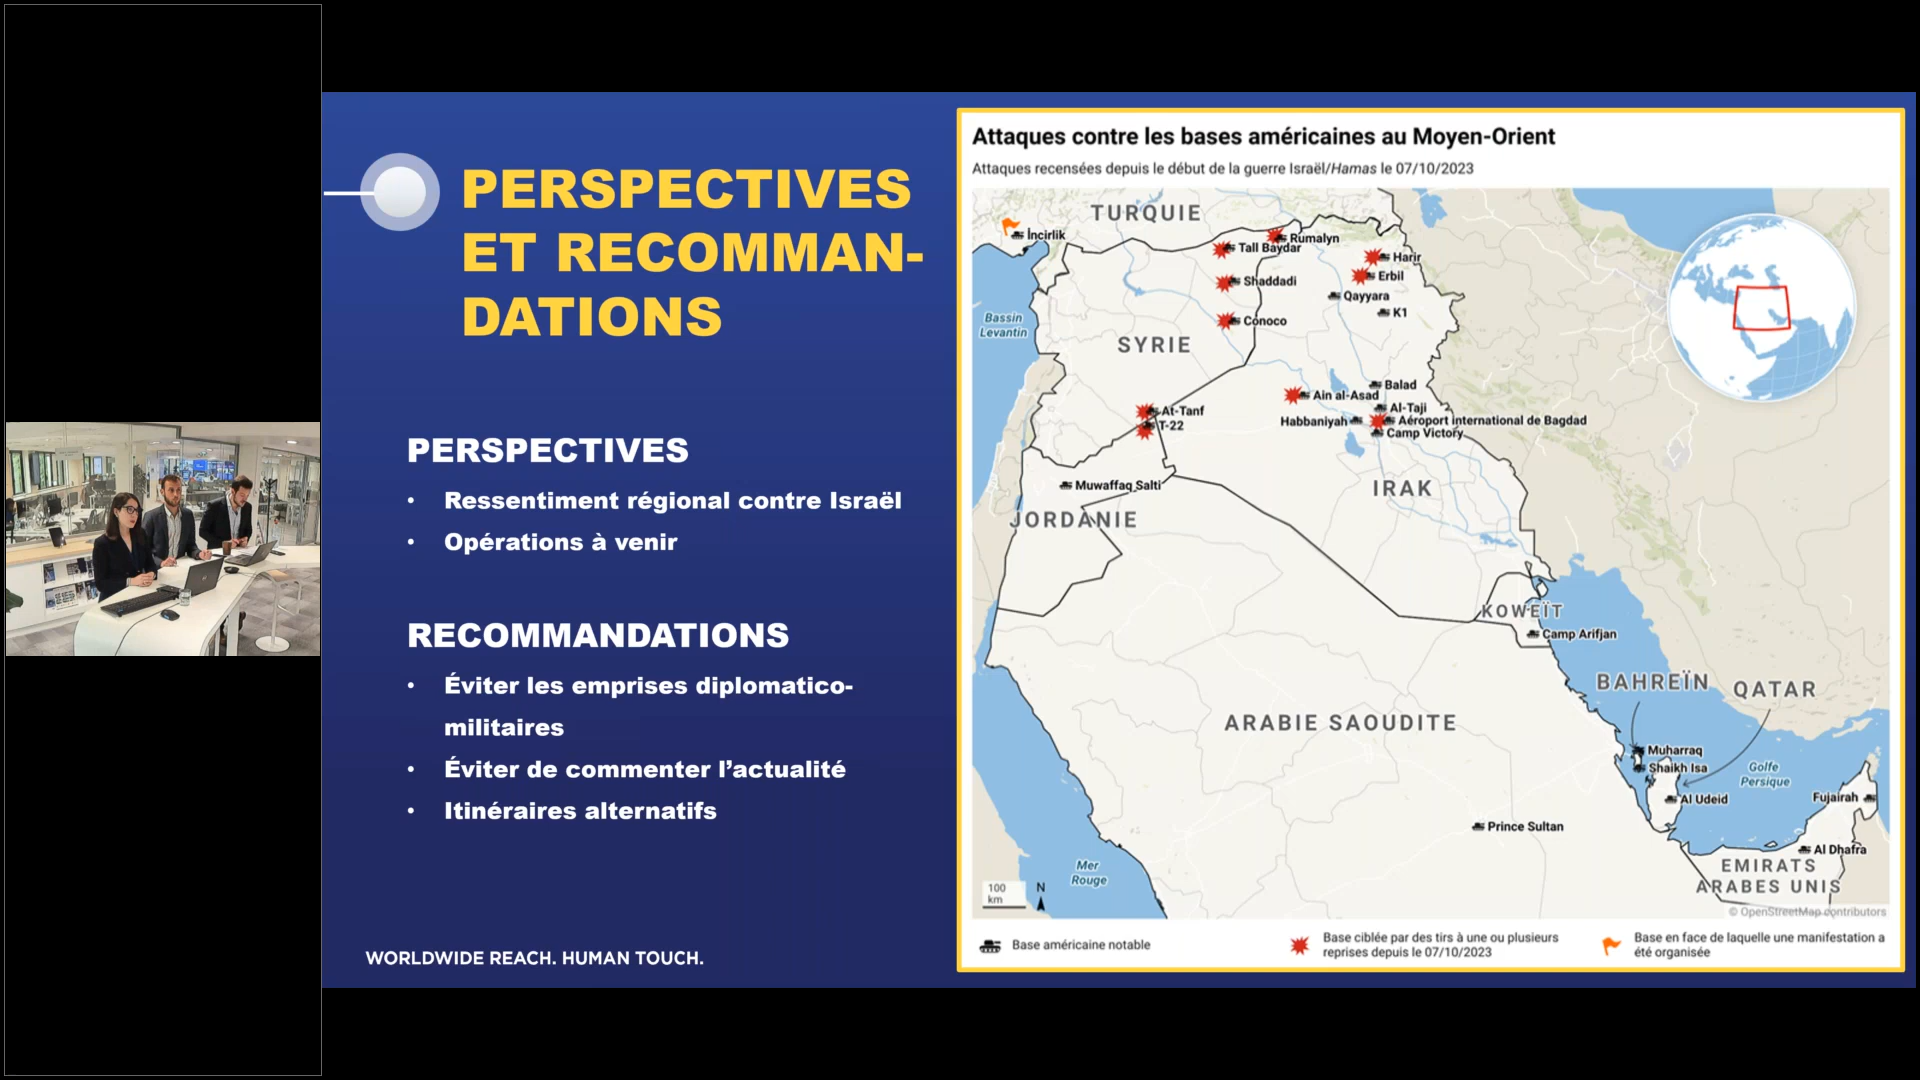 PERSPECTIVES
ET RECOMMAN-
DATIONS
PERSPECTIVES
• Ressentiment régional contre Israël
• Opérations à venir
RECOMMANDATIONS
• Éviter les emprises diplomatico-
militaires
• Éviter de commenter l’actualité
• Itinéraires alternatifs
WORLDWIDE REACH. HUMAN TOUCH.
Attaques contre les bases américaines au Moyen-Orient
Attaques recensées depuis le début de la guerre Israël/Hamas le 07/10/2023
TURQUIE
İncirlik
Rumalyn
Tall Baydar
Harir
Erbil
Shaddadi
Qayyara
K1
Conoco
Bassin
Levantin
SYRIE
Balad
Ain al-Asad
Al-Taji
At-Tanf
Habbaniyah
Aéroport international de Bagdad
T-22
Camp Victory
Muwaffaq Salti
IRAK
JORDANIE
KOWEÏT
Camp Arifjan
BAHREÏN
QATAR
ARABIE SAOUDITE
Muharraq
Shaikh Isa
Golfe
Persique
Al Udeid
Fujairah
Prince Sultan
Al Dhafra
Mer
Rouge
EMIRATS
ARABES UNIS
100
km
N
© OpenStreetMap contributors
Base américaine notable
Base ciblée par des tirs à une ou plusieurs
reprises depuis le 07/10/2023
Base en face de laquelle une manifestation a
été organisée